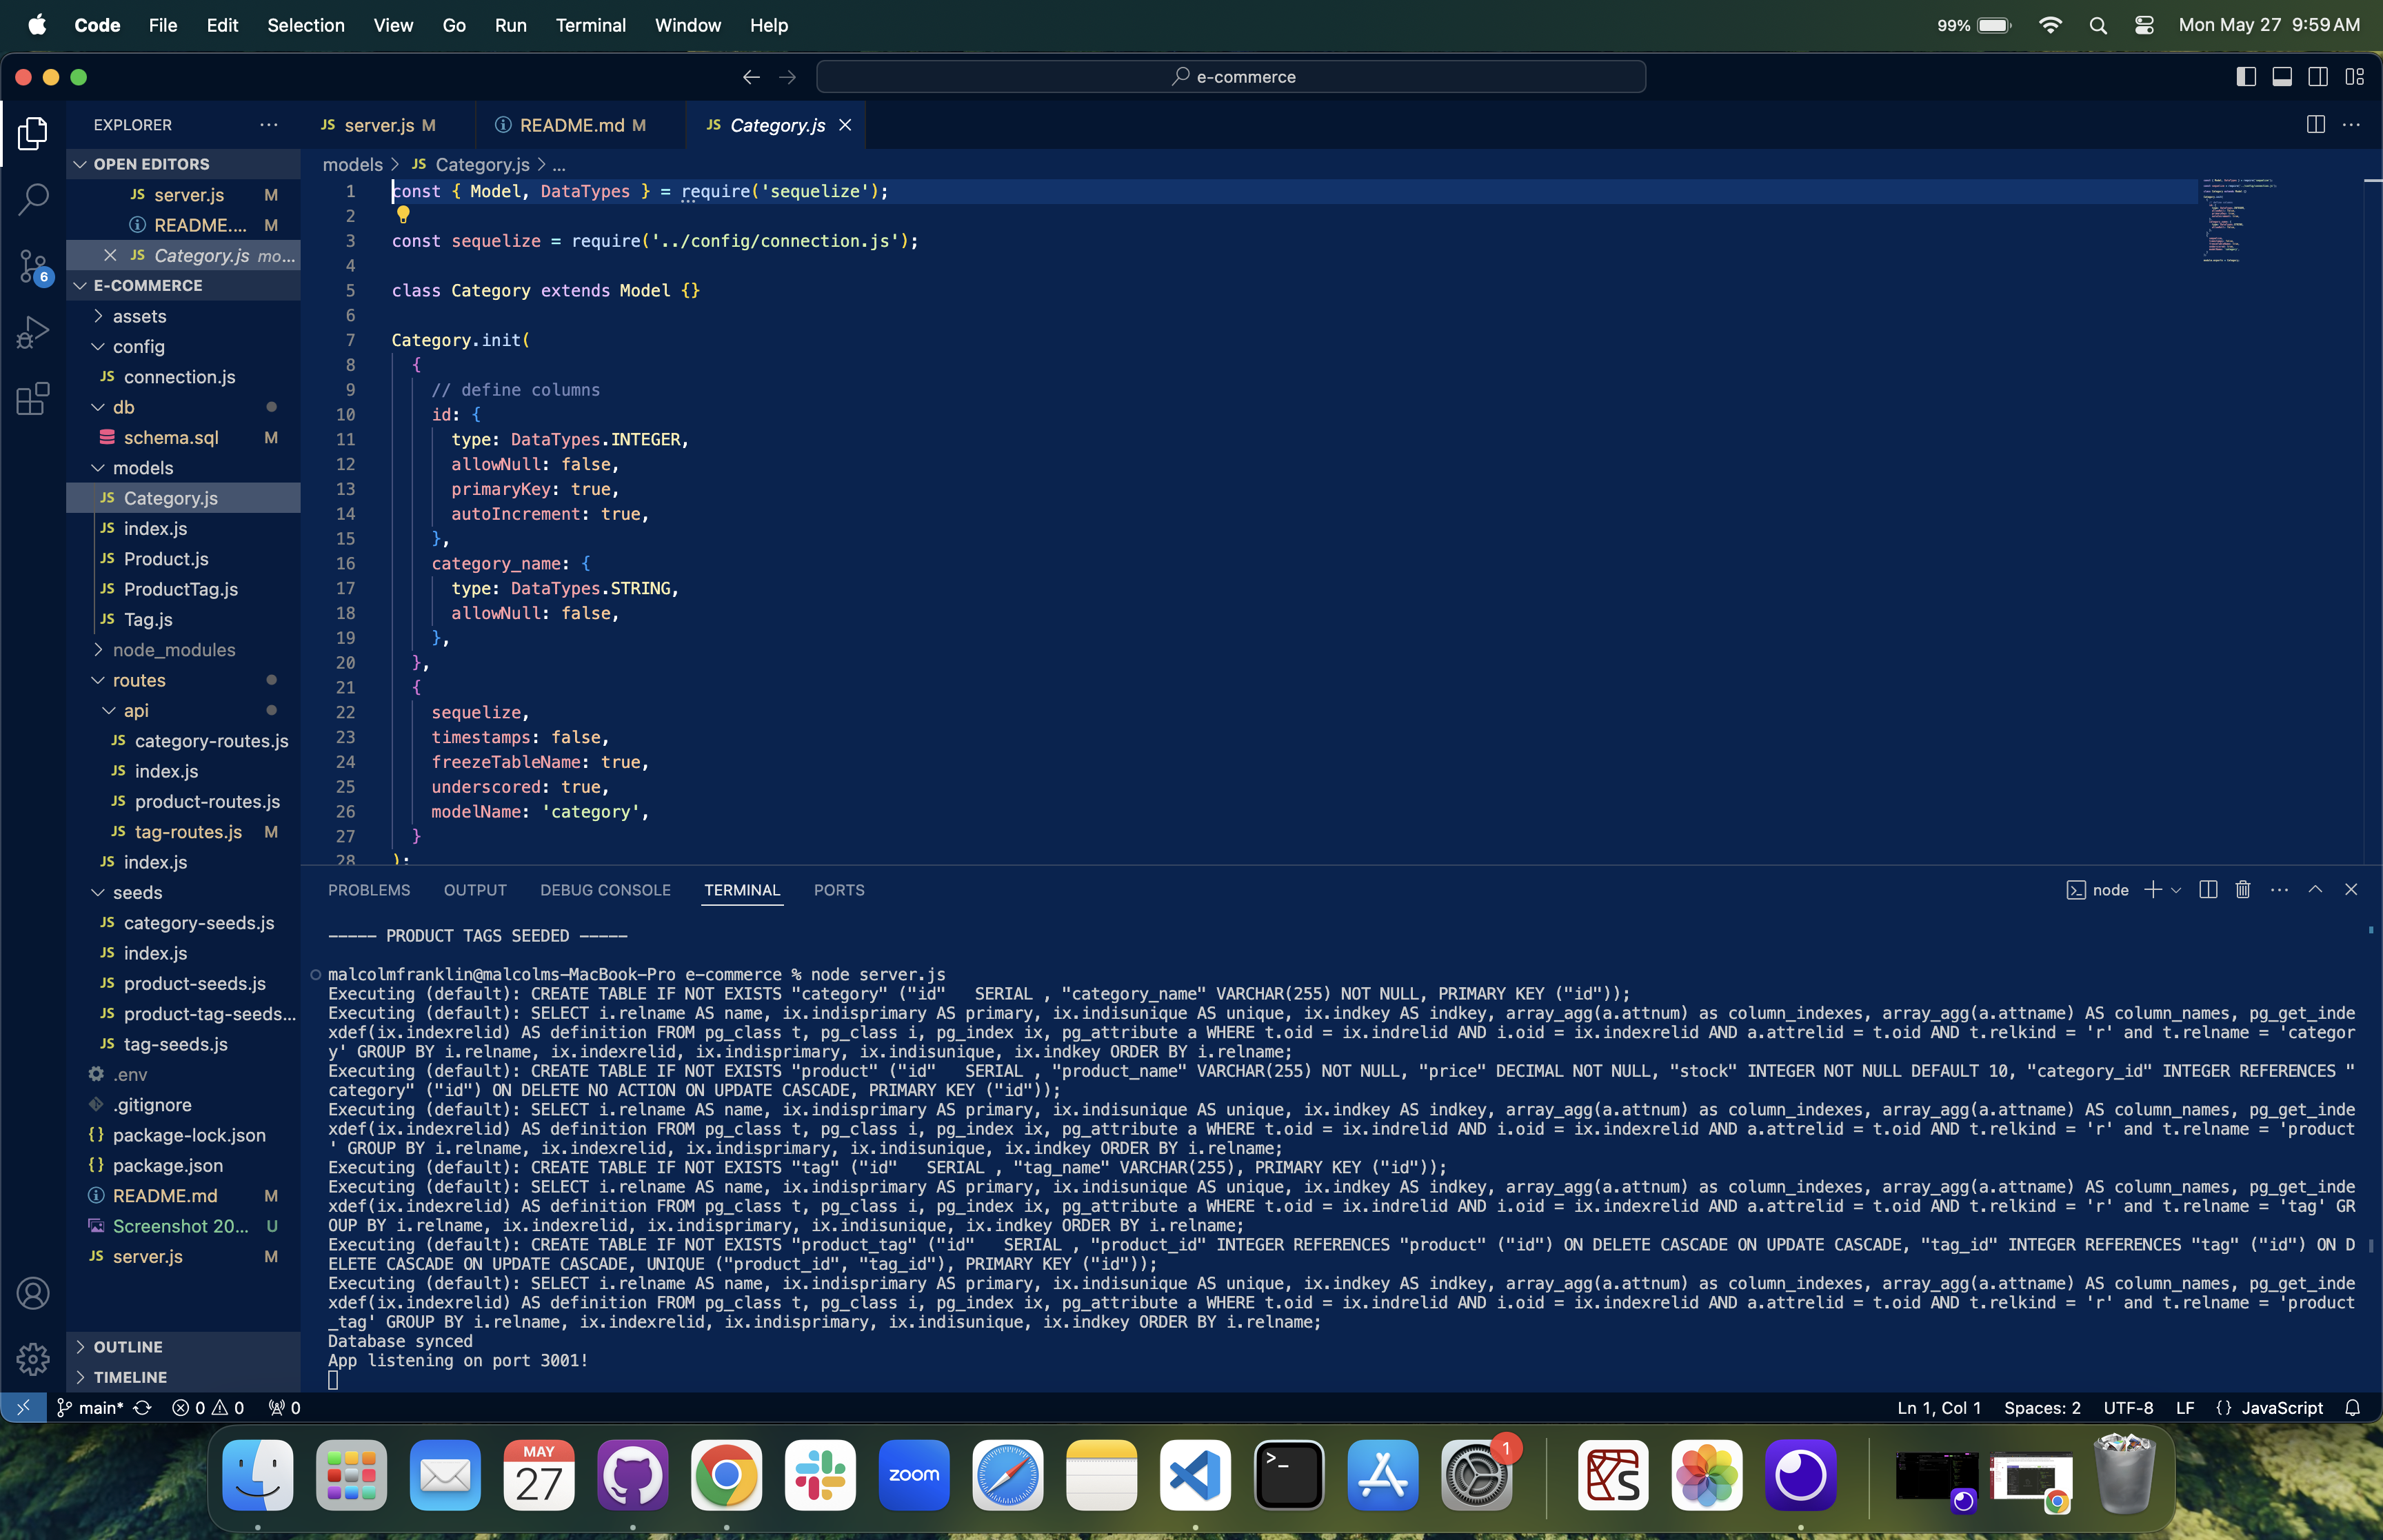 Code File Edit Selection View Go Run Terminal Window Help 99% Mon May 27 9:59 AM
e-commerce
EXPLORER
OPEN EDITORS
JS server.js M
README.... M
JS Category.js mo...
E-COMMERCE
assets
config
JS connection.js
db
schema.sql M
models
JS Category.js
JS index.js
JS Product.js
JS ProductTag.js
JS Tag.js
node_modules
routes
api
JS category-routes.js
JS index.js
JS product-routes.js
JS tag-routes.js M
JS index.js
seeds
JS category-seeds.js
JS index.js
JS product-seeds.js
JS product-tag-seeds...
JS tag-seeds.js
.env
.gitignore
{} package-lock.json
{} package.json
README.md M
Screenshot 20... U
JS server.js M
OUTLINE
TIMELINE
6
JS server.js M README.md M JS Category.js
models > JS Category.js > ...
1 const { Model, DataTypes } = require('sequelize');
2
3 const sequelize = require('../config/connection.js');
4
5 class Category extends Model {}
6
7 Category.init(
8 {
9 // define columns
10 id: {
11 type: DataTypes.INTEGER,
12 allowNull: false,
13 primaryKey: true,
14 autoIncrement: true,
15 },
16 category_name: {
17 type: DataTypes.STRING,
18 allowNull: false,
19 },
20 },
21 {
22 sequelize,
23 timestamps: false,
24 freezeTableName: true,
25 underscored: true,
26 modelName: 'category',
27 }
28 );
PROBLEMS OUTPUT DEBUG CONSOLE TERMINAL PORTS node
----- PRODUCT TAGS SEEDED -----
malcolmfranklin@malcolms-MacBook-Pro e-commerce % node server.js
Executing (default): CREATE TABLE IF NOT EXISTS "category" ("id"   SERIAL , "category_name" VARCHAR(255) NOT NULL, PRIMARY KEY ("id"));
Executing (default): SELECT i.relname AS name, ix.indisprimary AS primary, ix.indisunique AS unique, ix.indkey AS indkey, array_agg(a.attnum) as column_indexes, array_agg(a.attname) AS column_names, pg_get_inde
xdef(ix.indexrelid) AS definition FROM pg_class t, pg_class i, pg_index ix, pg_attribute a WHERE t.oid = ix.indrelid AND i.oid = ix.indexrelid AND a.attrelid = t.oid AND t.relkind = 'r' and t.relname = 'categor
y' GROUP BY i.relname, ix.indexrelid, ix.indisprimary, ix.indisunique, ix.indkey ORDER BY i.relname;
Executing (default): CREATE TABLE IF NOT EXISTS "product" ("id"   SERIAL , "product_name" VARCHAR(255) NOT NULL, "price" DECIMAL NOT NULL, "stock" INTEGER NOT NULL DEFAULT 10, "category_id" INTEGER REFERENCES "
category" ("id") ON DELETE NO ACTION ON UPDATE CASCADE, PRIMARY KEY ("id"));
Executing (default): SELECT i.relname AS name, ix.indisprimary AS primary, ix.indisunique AS unique, ix.indkey AS indkey, array_agg(a.attnum) as column_indexes, array_agg(a.attname) AS column_names, pg_get_inde
xdef(ix.indexrelid) AS definition FROM pg_class t, pg_class i, pg_index ix, pg_attribute a WHERE t.oid = ix.indrelid AND i.oid = ix.indexrelid AND a.attrelid = t.oid AND t.relkind = 'r' and t.relname = 'product
' GROUP BY i.relname, ix.indexrelid, ix.indisprimary, ix.indisunique, ix.indkey ORDER BY i.relname;
Executing (default): CREATE TABLE IF NOT EXISTS "tag" ("id"   SERIAL , "tag_name" VARCHAR(255), PRIMARY KEY ("id"));
Executing (default): SELECT i.relname AS name, ix.indisprimary AS primary, ix.indisunique AS unique, ix.indkey AS indkey, array_agg(a.attnum) as column_indexes, array_agg(a.attname) AS column_names, pg_get_inde
xdef(ix.indexrelid) AS definition FROM pg_class t, pg_class i, pg_index ix, pg_attribute a WHERE t.oid = ix.indrelid AND i.oid = ix.indexrelid AND a.attrelid = t.oid AND t.relkind = 'r' and t.relname = 'tag' GR
OUP BY i.relname, ix.indexrelid, ix.indisprimary, ix.indisunique, ix.indkey ORDER BY i.relname;
Executing (default): CREATE TABLE IF NOT EXISTS "product_tag" ("id"   SERIAL , "product_id" INTEGER REFERENCES "product" ("id") ON DELETE CASCADE ON UPDATE CASCADE, "tag_id" INTEGER REFERENCES "tag" ("id") ON D
ELETE CASCADE ON UPDATE CASCADE, UNIQUE ("product_id", "tag_id"), PRIMARY KEY ("id"));
Executing (default): SELECT i.relname AS name, ix.indisprimary AS primary, ix.indisunique AS unique, ix.indkey AS indkey, array_agg(a.attnum) as column_indexes, array_agg(a.attname) AS column_names, pg_get_inde
xdef(ix.indexrelid) AS definition FROM pg_class t, pg_class i, pg_index ix, pg_attribute a WHERE t.oid = ix.indrelid AND i.oid = ix.indexrelid AND a.attrelid = t.oid AND t.relkind = 'r' and t.relname = 'product
_tag' GROUP BY i.relname, ix.indexrelid, ix.indisprimary, ix.indisunique, ix.indkey ORDER BY i.relname;
Database synced
App listening on port 3001!
main* 0 0 0 Ln 1, Col 1 Spaces: 2 UTF-8 LF {} JavaScript
MAY
27
zoom
1
S